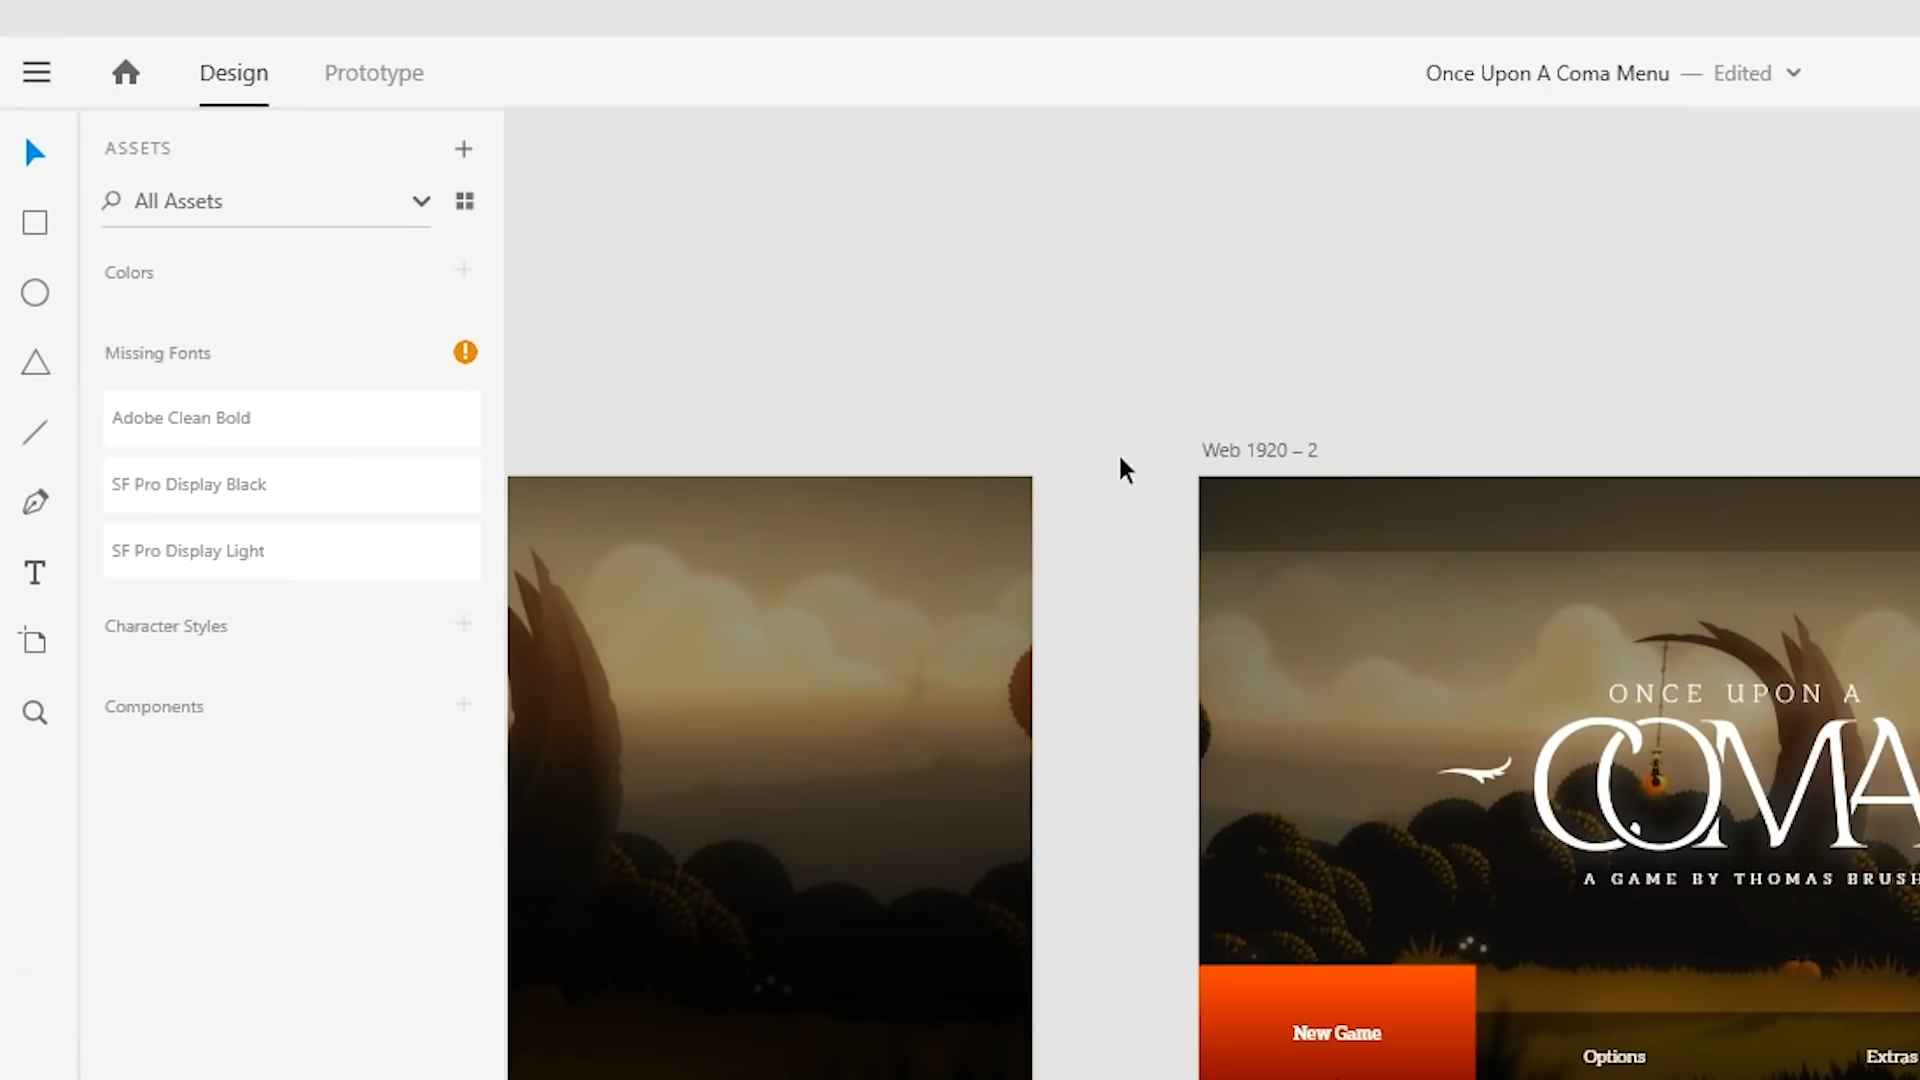 Design
Prototype
Once Upon A Coma Menu — Edited
ASSETS
All Assets
Colors
Missing Fonts
Adobe Clean Bold
SF Pro Display Black
SF Pro Display Light
Character Styles
Components
Web 1920 – 2
ONCE UPON A
COMA
A GAME BY THOMAS BRUSH
New Game
Options
Extras